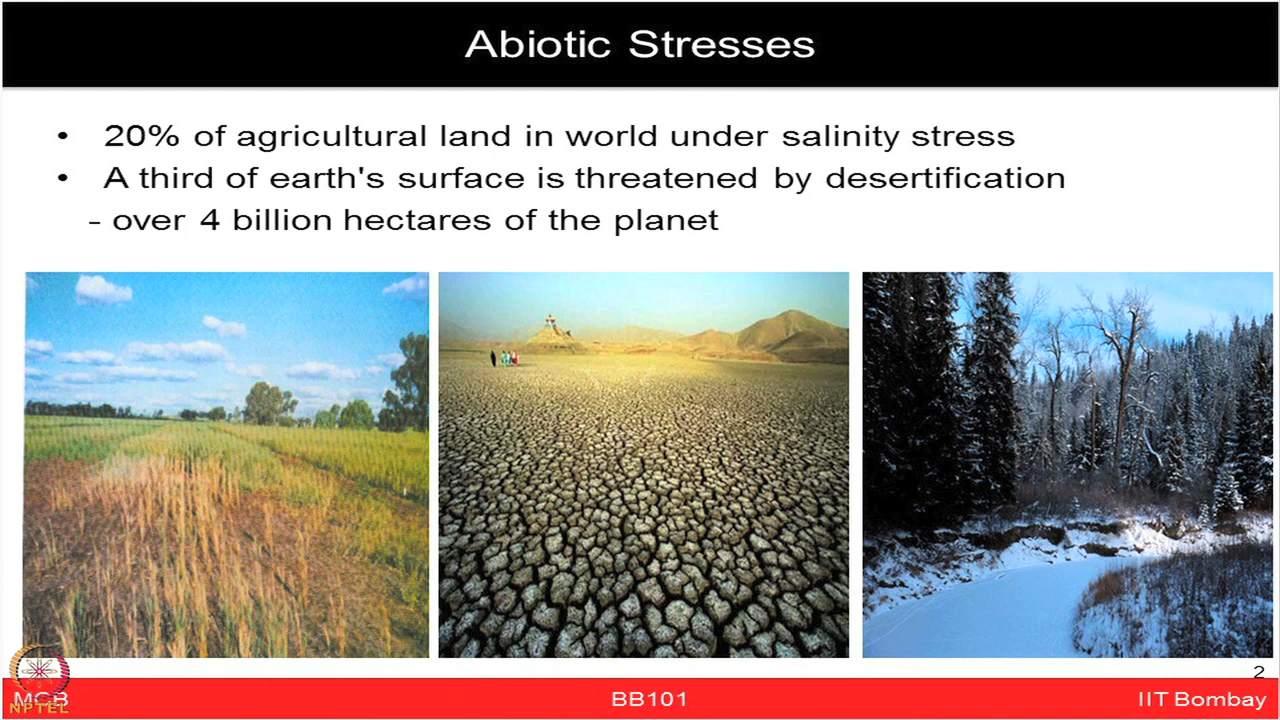 Abiotic Stresses
• 20% of agricultural land in world under salinity stress
• A third of earth's surface is threatened by desertification
- over 4 billion hectares of the planet
2
MGB
BB101
IIT Bombay
NPTEL